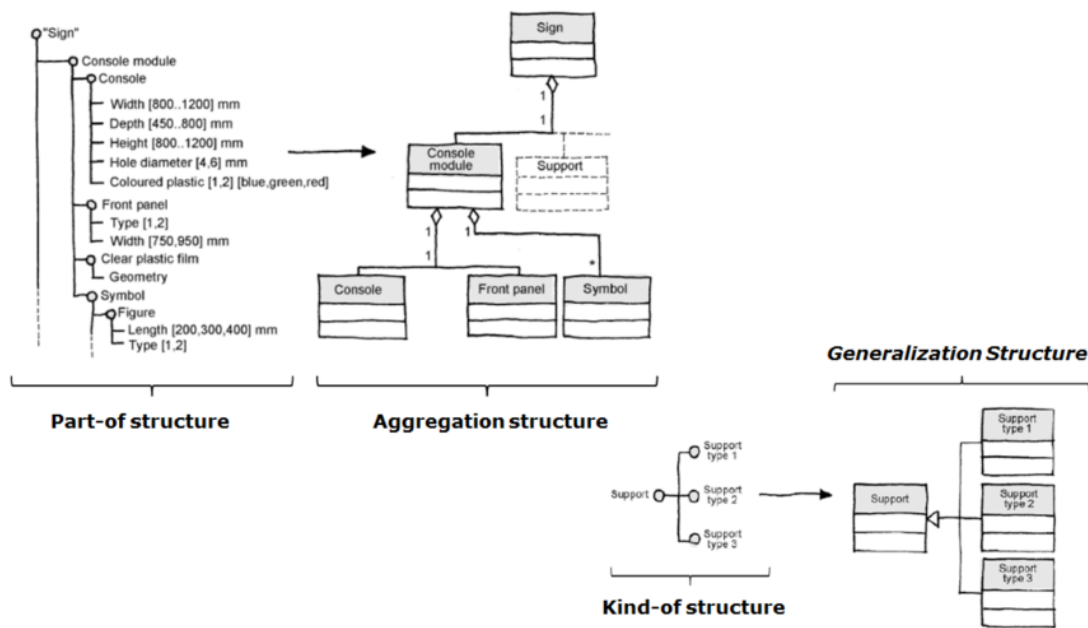 "Sign"
Console module
Console
Width [800..1200] mm
Depth [450..800] mm
Height [800..1200] mm
Hole diameter [4,6] mm
Coloured plastic [1,2] [blue,green,red]
Front panel
Type [1,2]
Width [750,950] mm
Clear plastic film
Geometry
Symbol
Figure
Length [200,300,400] mm
Type [1,2]
Part-of structure
Sign
1
1
Console
module
Support
1
1
1
*
Console
Front panel
Symbol
Aggregation structure
Generalization Structure
Support
Support
type 1
Support
type 2
Support
type 3
Kind-of structure
Support
Support
type 1
Support
type 2
Support
type 3